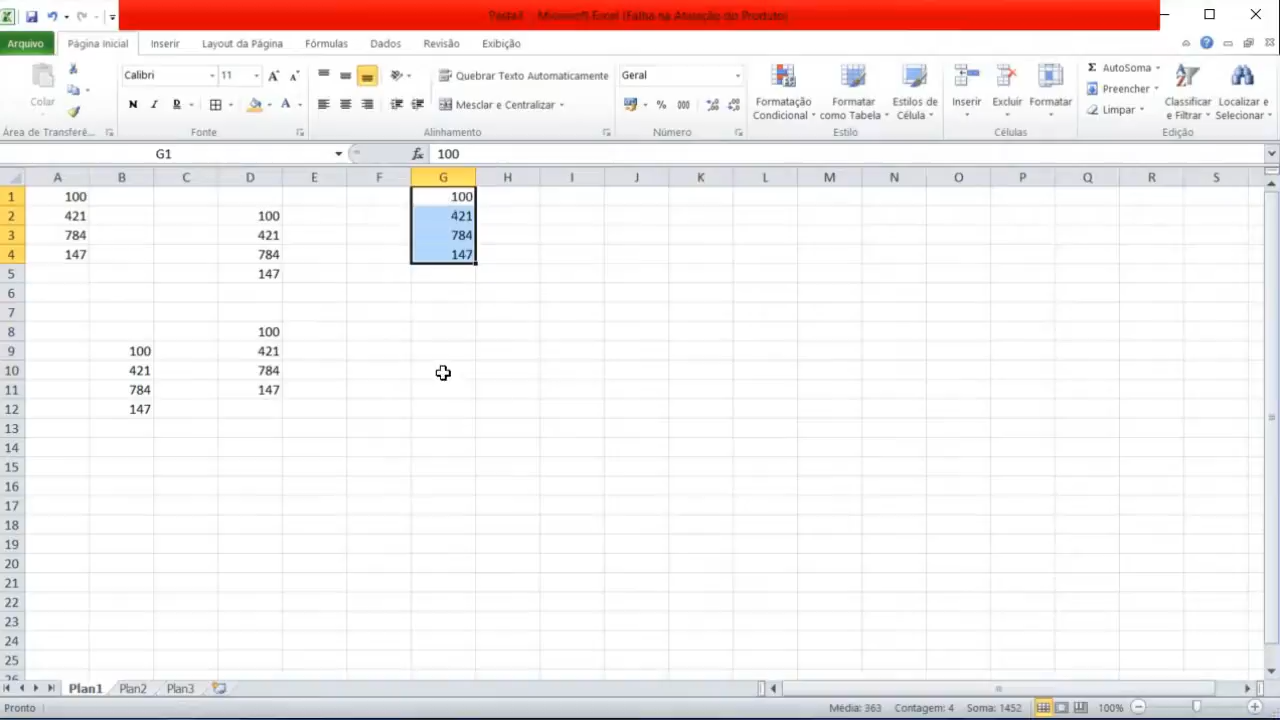 Pasta3 Microsoft Excel (Falha na Ativação do Produto)
Arquivo Página Inicial Inserir Layout da Página Fórmulas Dados Revisão Exibição
Calibri 11 Quebrar Texto Automaticamente Geral AutoSoma
Preencher
Colar N I S Mesclar e Centralizar % 000 Formatação Condicional Formatar como Tabela Estilos de Célula Inserir Excluir Formatar Limpar Classificar e Filtrar Localizar e Selecionar
Área de Transferê... Fonte Alinhamento Número Estilo Células Edição
G1 fx 100
A B C D E F G H I J K L M N O P Q R S
1 100 100
2 421 100 421
3 784 421 784
4 147 784 147
5 147
6
7
8 100
9 100 421
10 421 784
11 784 147
12 147
13
14
15
16
17
18
19
20
21
22
23
24
25
26
Plan1 Plan2 Plan3
Pronto Média: 363 Contagem: 4 Soma: 1452 100%